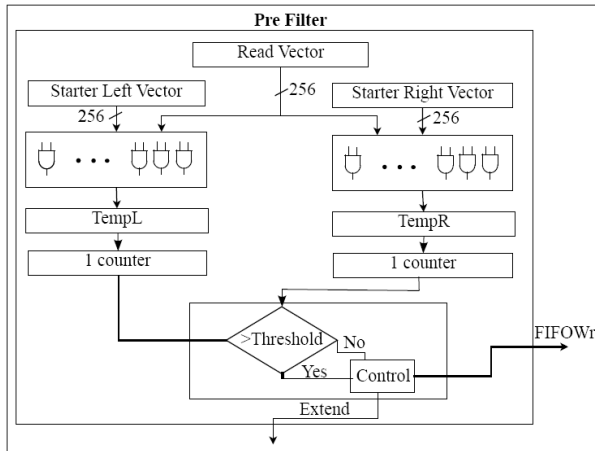 Pre Filter
Read Vector
Starter Left Vector
256
Starter Right Vector
256
256
TempL
TempR
1 counter
1 counter
>Threshold
No
FIFOWr
Yes
Control
Extend